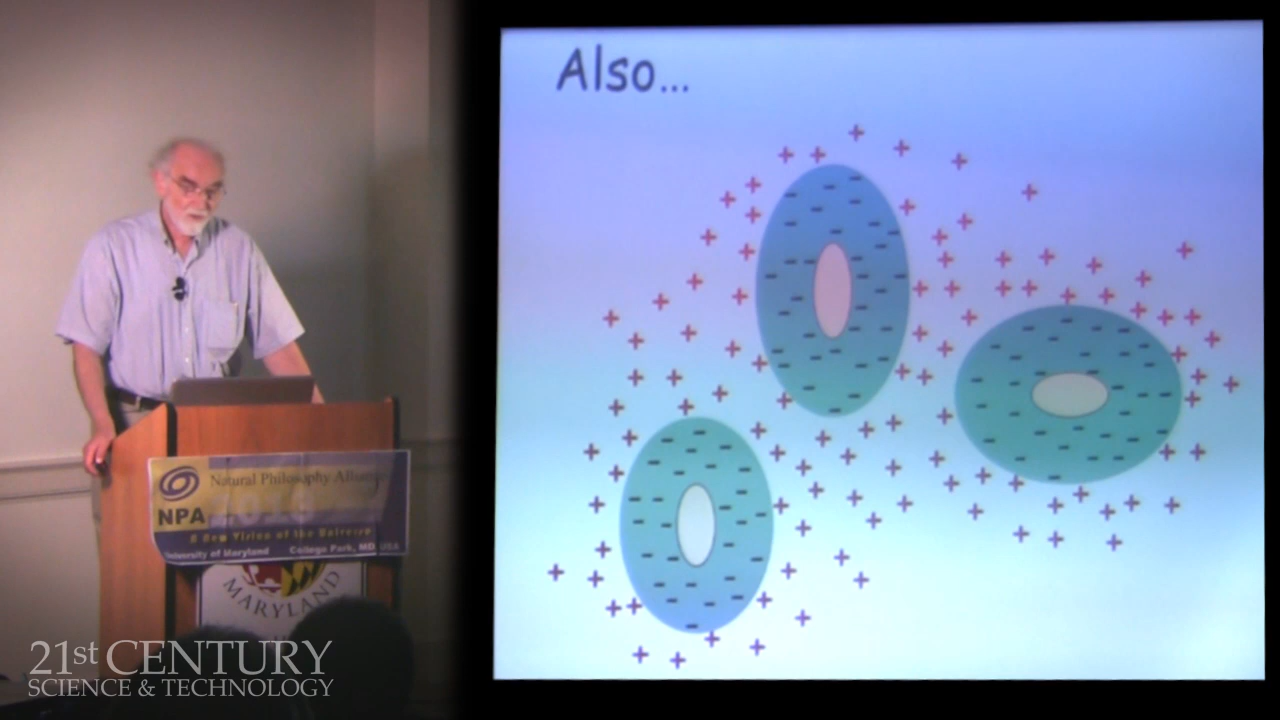 Also...
Natural Philosophy Alliance
NPA 2011
A New Vision of the Universe
University of Maryland College Park, MD USA
MARYLAND
21st CENTURY
SCIENCE & TECHNOLOGY